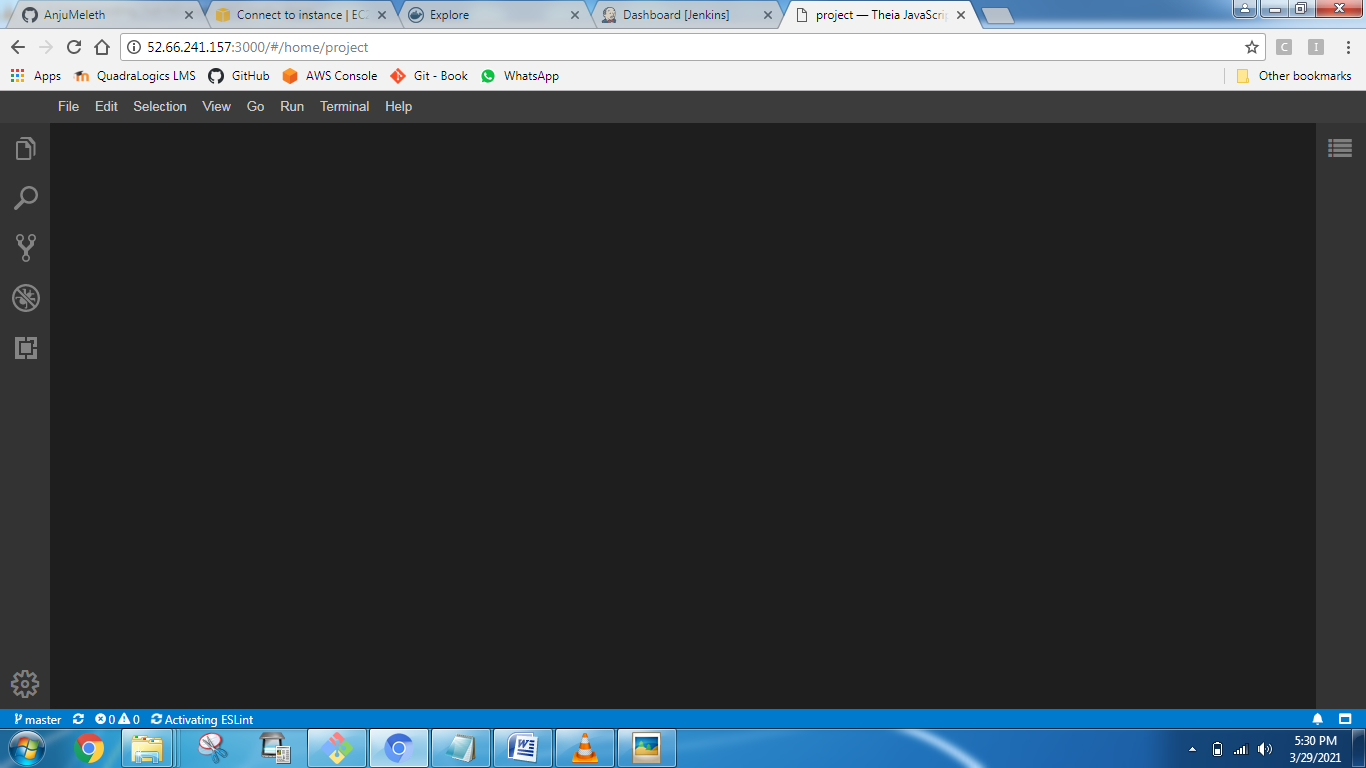 AnjuMeleth
Connect to instance | EC2
Explore
Dashboard [Jenkins]
project — Theia JavaScri
52.66.241.157:3000/#/home/project
C
I
Apps
QuadraLogics LMS
GitHub
AWS Console
Git - Book
WhatsApp
Other bookmarks
File Edit Selection View Go Run Terminal Help
master
0
0
Activating ESLint
5:30 PM
3/29/2021